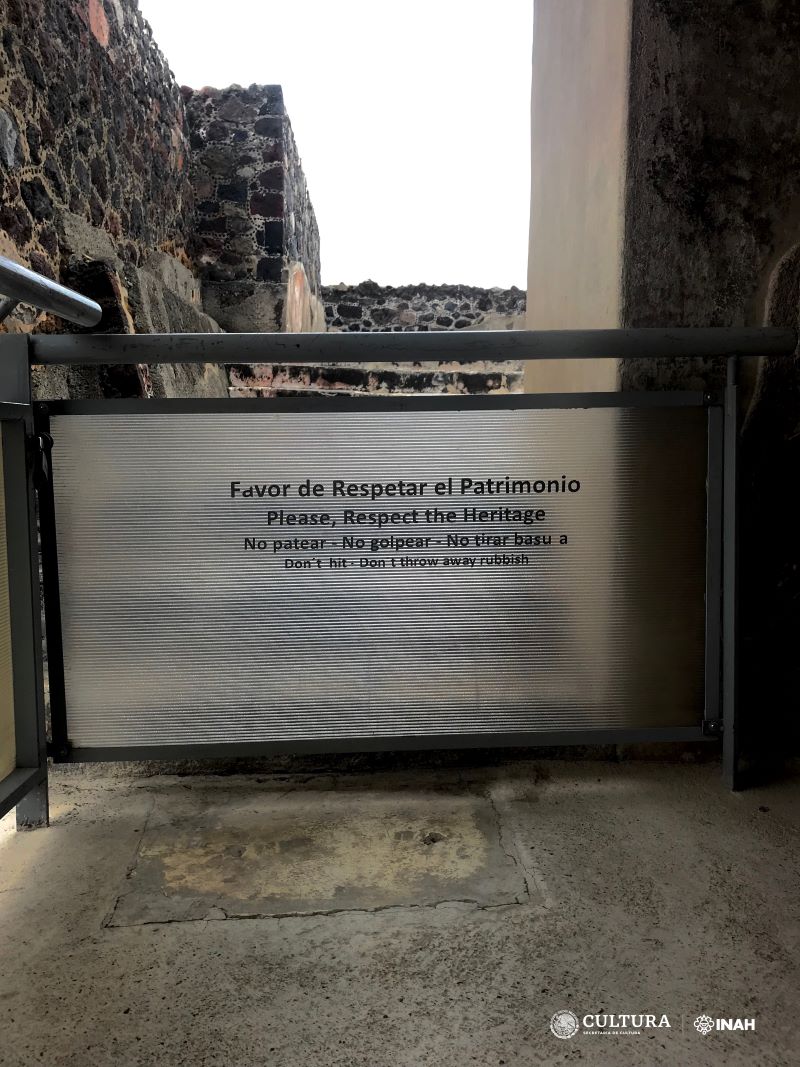 Favor de Respetar el Patrimonio
Please, Respect the Heritage
No patear - No golpear - No tirar basu a
Don´t  hit - Don t throw away rubbish
CULTURA
SECRETARÍA DE CULTURA
INAH